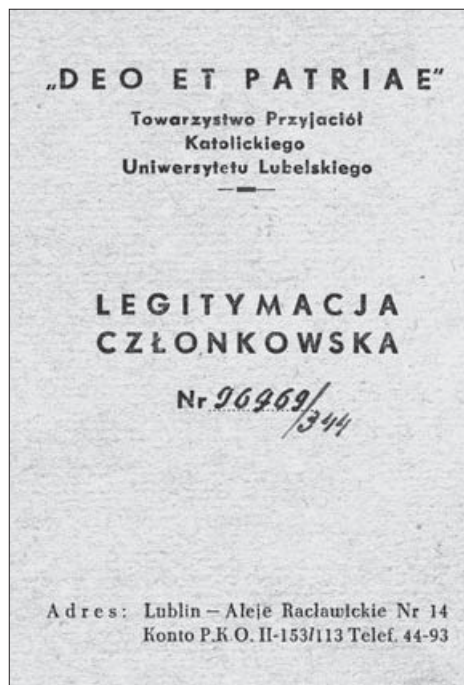 „DEO ET PATRIAE"
Towarzystwo Przyjaciół
Katolickiego
Uniwersytetu Lubelskiego
LEGITYMACJA
CZŁONKOWSKA
Nr 96969/344
Adres: Lublin – Aleje Racławickie Nr 14
Konto P.K.O. II-153/113 Telef. 44-93